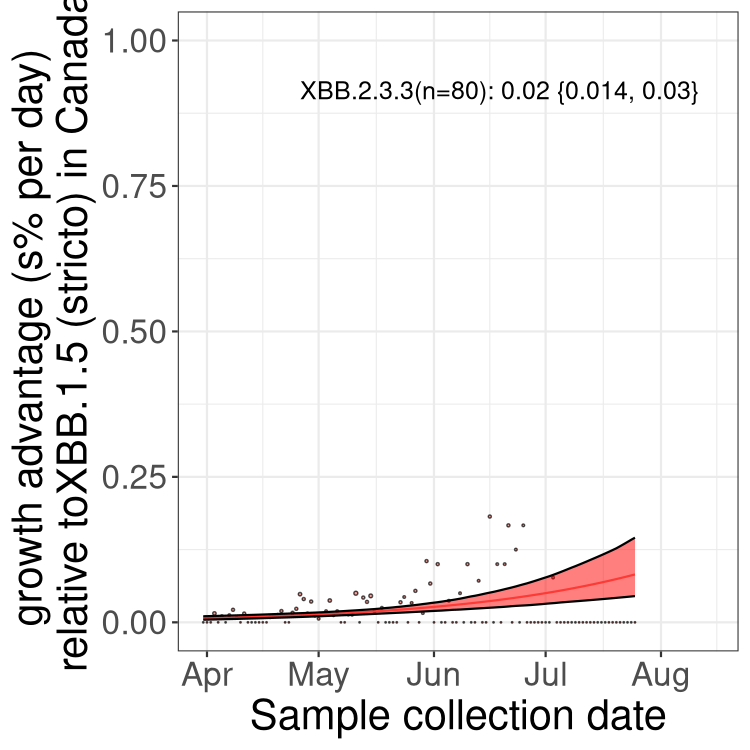 growth advantage (s% per day)
relative toXBB.1.5 (stricto) in Canada
1.00
0.75
0.50
0.25
0.00
XBB.2.3.3(n=80): 0.02 {0.014, 0.03}
Apr May Jun Jul Aug
Sample collection date